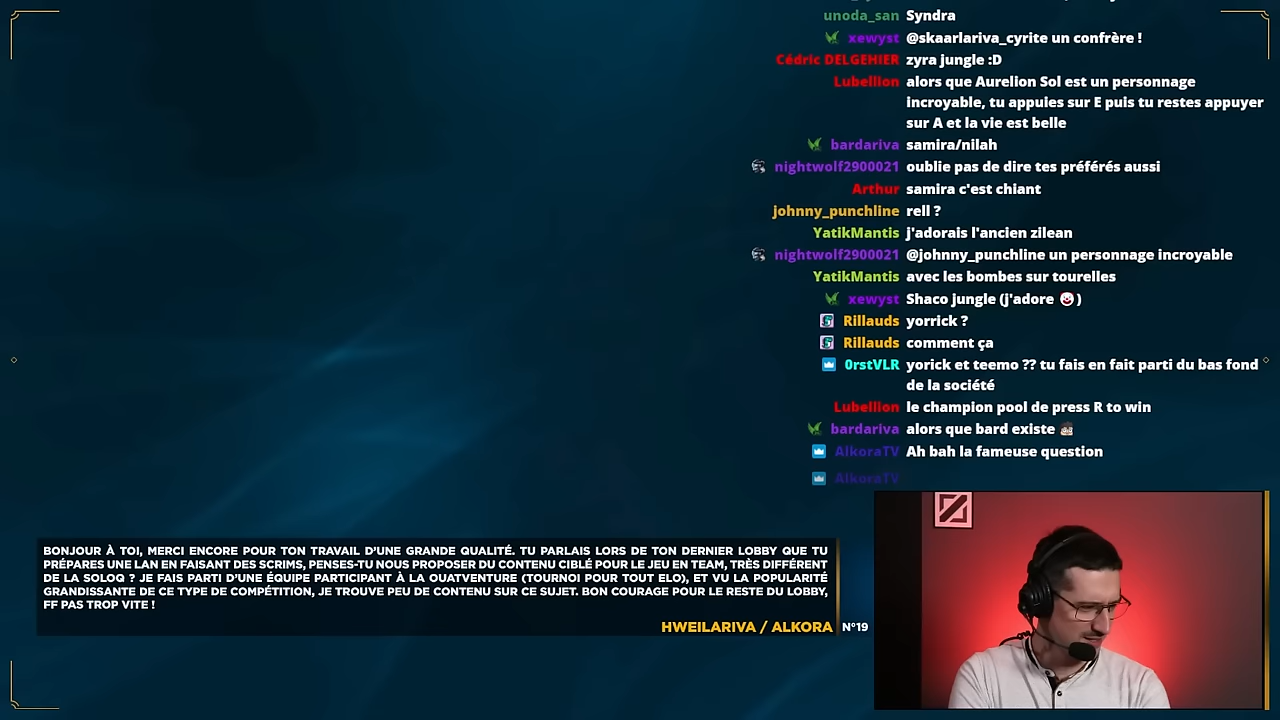 unoda_san Syndra
xewyst @skaarlariva_cyrite un confrère !
Cédric DELGEHIER zyra jungle :D
Lubellion alors que Aurelion Sol est un personnage
incroyable, tu appuies sur E puis tu restes appuyer
sur A et la vie est belle
bardariva samira/nilah
nightwolf2900021 oublie pas de dire tes préférés aussi
Arthur samira c'est chiant
johnny_punchline rell ?
YatikMantis j'adorais l'ancien zilean
nightwolf2900021 @johnny_punchline un personnage incroyable
YatikMantis avec les bombes sur tourelles
xewyst Shaco jungle (j'adore 🤡)
Rillauds yorrick ?
Rillauds comment ça
0rstVLR yorick et teemo ?? tu fais en fait parti du bas fond
de la société
Lubellion le champion pool de press R to win
bardariva alors que bard existe
AlkoraTV Ah bah la fameuse question
AlkoraTV
BONJOUR À TOI, MERCI ENCORE POUR TON TRAVAIL D'UNE GRANDE QUALITÉ. TU PARLAIS LORS DE TON DERNIER LOBBY QUE TU
PRÉPARES UNE LAN EN FAISANT DES SCRIMS, PENSES-TU NOUS PROPOSER DU CONTENU CIBLÉ POUR LE JEU EN TEAM, TRÈS DIFFÉRENT
DE LA SOLOQ ? JE FAIS PARTI D'UNE ÉQUIPE PARTICIPANT À LA OUATVENTURE (TOURNOI POUR TOUT ELO), ET VU LA POPULARITÉ
GRANDISSANTE DE CE TYPE DE COMPÉTITION, JE TROUVE PEU DE CONTENU SUR CE SUJET. BON COURAGE POUR LE RESTE DU LOBBY,
FF PAS TROP VITE !
HWEILARIVA / ALKORA N°19